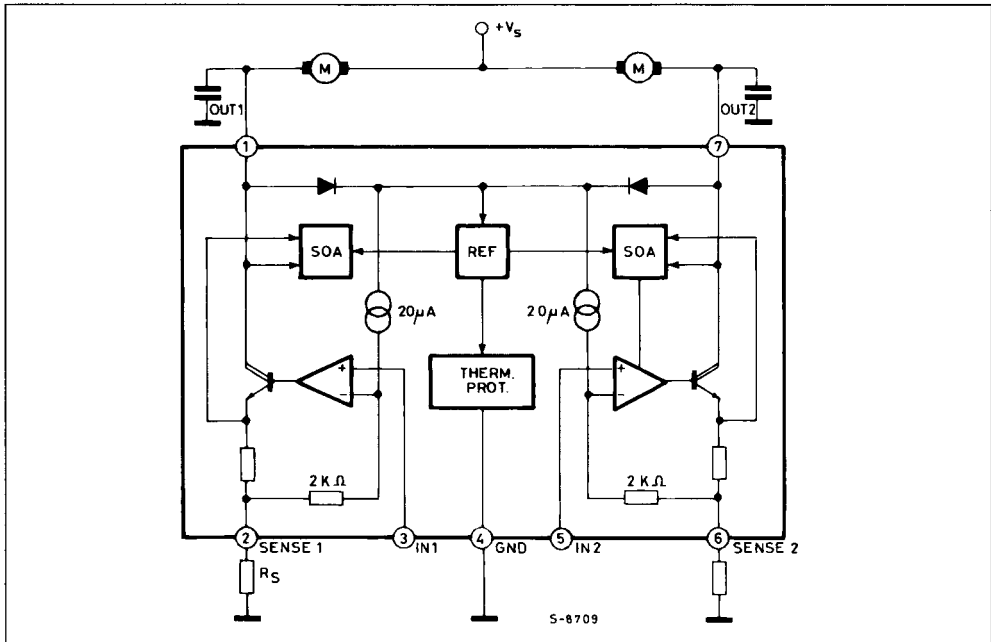 +Vs
M
M
OUT1
OUT2
1
7
SOA
REF
SOA
20µA
20µA
+
-
THERM.
PROT.
+
-
2 KΩ
2 KΩ
2
SENSE 1
3
IN1
4
GND
5
IN2
6
SENSE 2
RS
S-8709